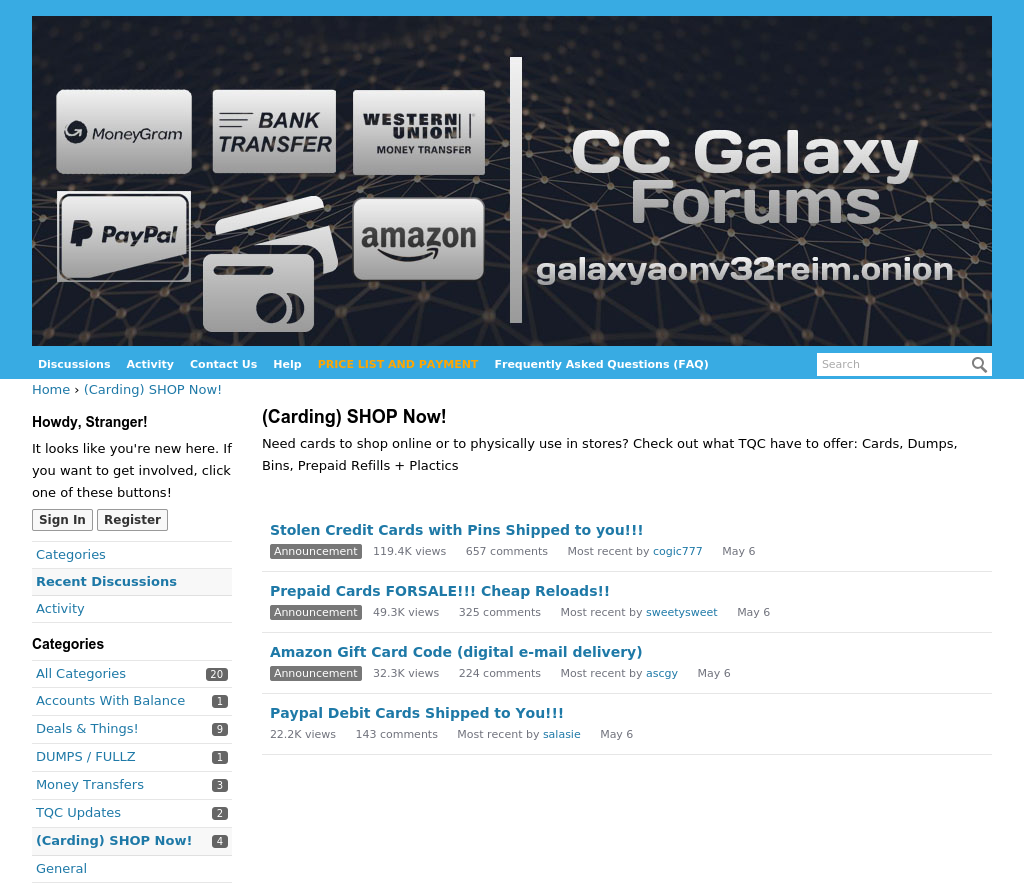 MoneyGram
BANK
TRANSFER
WESTERN
UNION
MONEY TRANSFER
PayPal
amazon
CC Galaxy
Forums
galaxyaonv32reim.onion
Discussions Activity Contact Us Help PRICE LIST AND PAYMENT Frequently Asked Questions (FAQ) Search
Home › (Carding) SHOP Now!
Howdy, Stranger!
It looks like you're new here. If
you want to get involved, click
one of these buttons!
Sign In Register
Categories
Recent Discussions
Activity
Categories
All Categories 20
Accounts With Balance 1
Deals & Things! 9
DUMPS / FULLZ 1
Money Transfers 3
TQC Updates 2
(Carding) SHOP Now! 4
General
(Carding) SHOP Now!
Need cards to shop online or to physically use in stores? Check out what TQC have to offer: Cards, Dumps,
Bins, Prepaid Refills + Plactics
Stolen Credit Cards with Pins Shipped to you!!!
Announcement 119.4K views 657 comments Most recent by cogic777 May 6
Prepaid Cards FORSALE!!! Cheap Reloads!!
Announcement 49.3K views 325 comments Most recent by sweetysweet May 6
Amazon Gift Card Code (digital e-mail delivery)
Announcement 32.3K views 224 comments Most recent by ascgy May 6
Paypal Debit Cards Shipped to You!!!
22.2K views 143 comments Most recent by salasie May 6